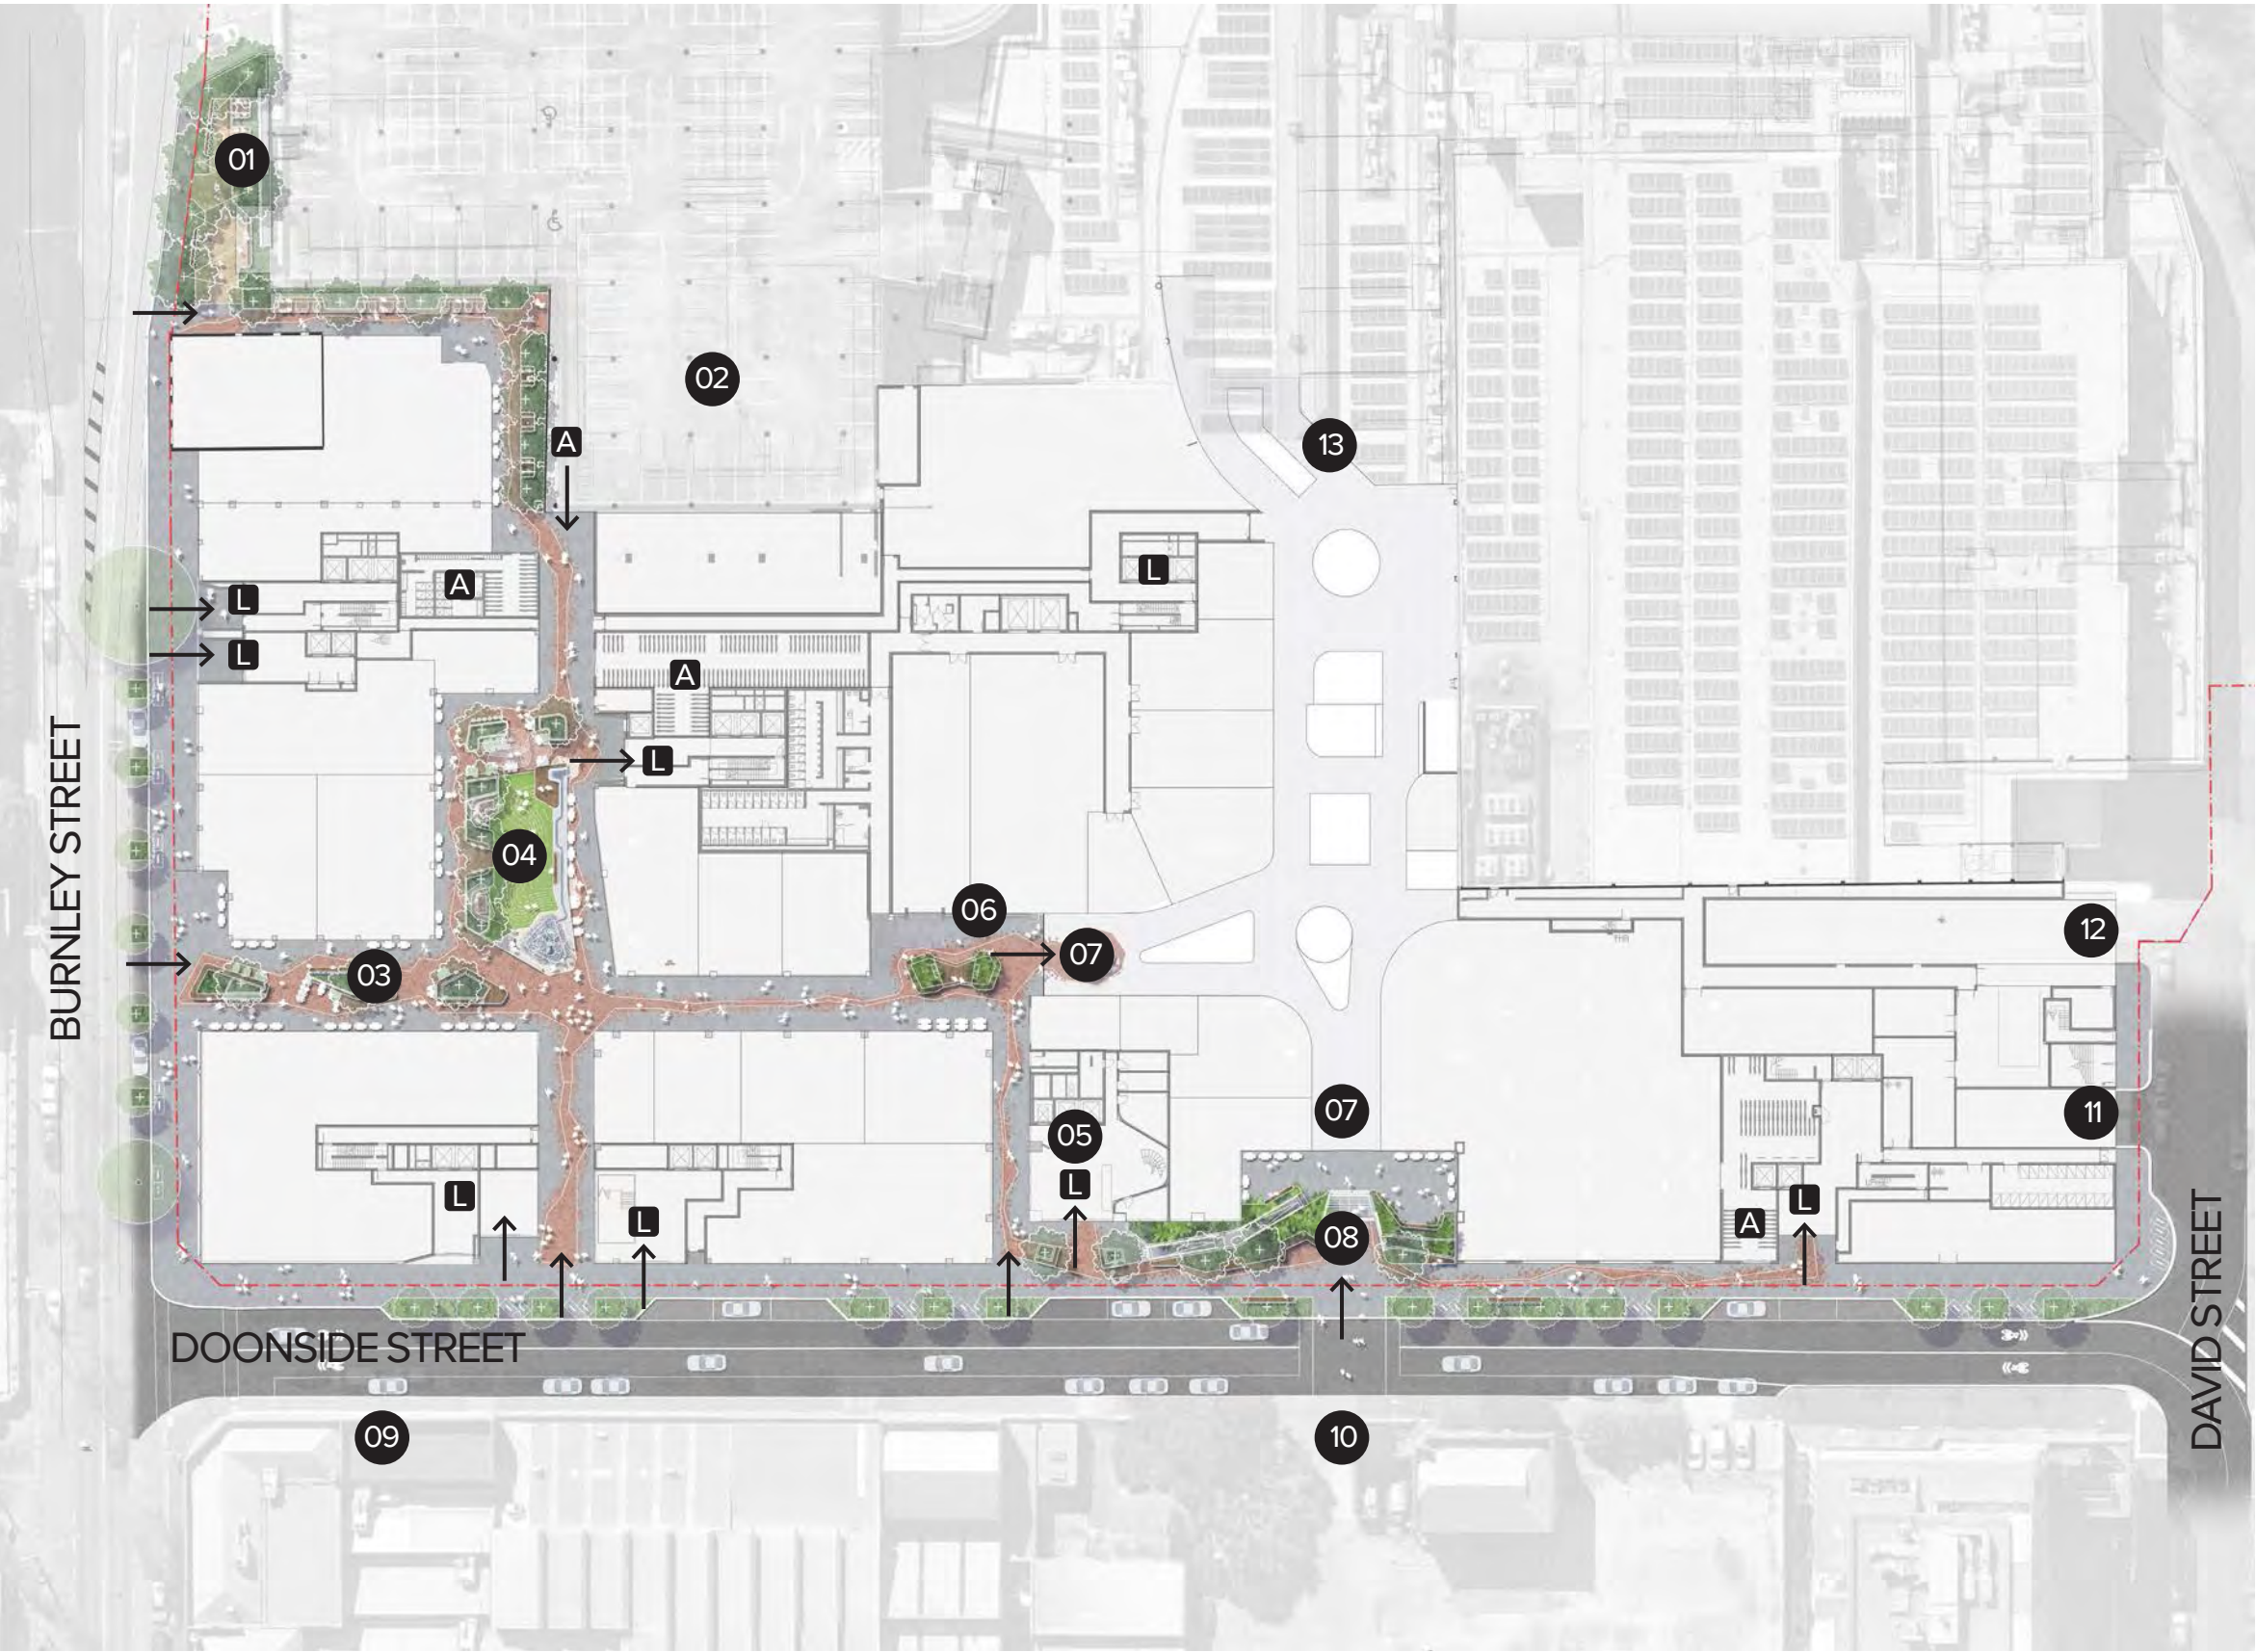 01
02
A
13
L
A
L
L
A
L
BURNLEY STREET
04
06
12
07
03
07
11
05
L
L
L
L
A
08
DOONSIDE STREET
DAVID STREET
09
10